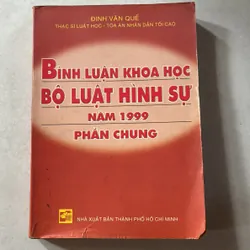 ĐINH VĂN QUẾ
THẠC SĨ LUẬT HỌC - TÒA ÁN NHÂN DÂN TỐI CAO
BÌNH LUẬN KHOA HỌC
BỘ LUẬT HÌNH SỰ
NĂM 1999
PHẦN CHUNG
NHÀ XUẤT BẢN THÀNH PHỐ HỒ CHÍ MINH